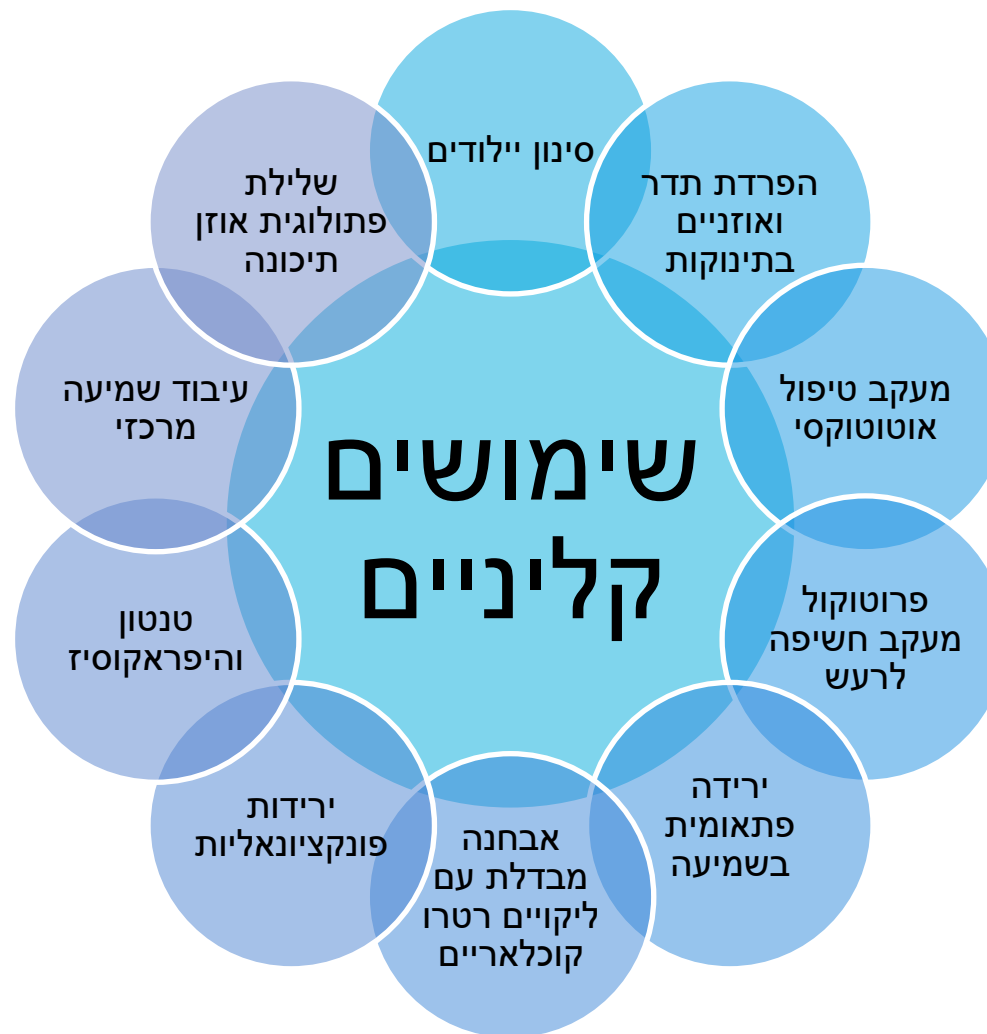 שימושים
קליניים
סינון יילודים
הפרדת תדר
ואוזניים
בתינוקות
מעקב טיפול
אוטוטוקסי
פרוטוקול
מעקב חשיפה
לרעש
ירידה
פתאומית
בשמיעה
אבחנה
מבדלת עם
ליקויים רטרו
קוכלאריים
ירידות
פונקציונאליות
טנטון
והיפראקוסיז
עיבוד שמיעה
מרכזי
שלילת
פתולוגית אוזן
תיכונה